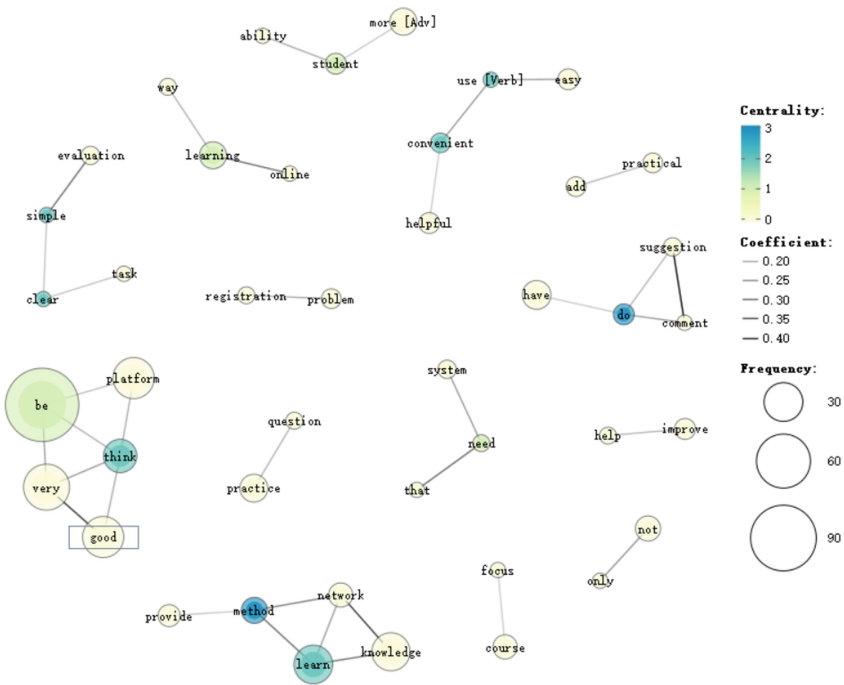 more [Adv]
ability
student
use [Verb]
easy
way
convenient
learning
evaluation
online
practical
add
simple
helpful
suggestion
task
clear
registration
problem
have
do
comment
system
platform
be
question
help
improve
need
think
practice
that
very
good
not
only
focus
network
provide
method
course
knowledge
learn
Centrality:
3
2
1
0
Coefficient:
0.20
0.25
0.30
0.35
0.40
Frequency:
30
60
90